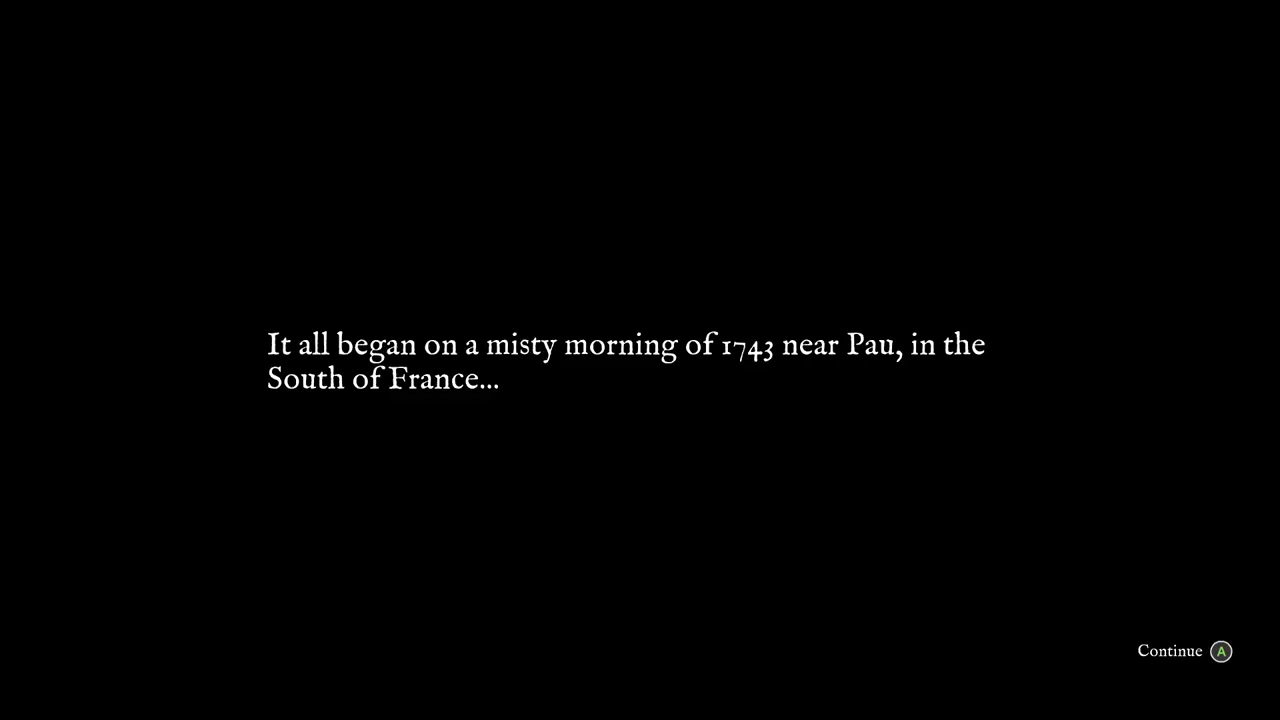 It all began on a misty morning of 1743 near Pau, in the
South of France...
Continue A